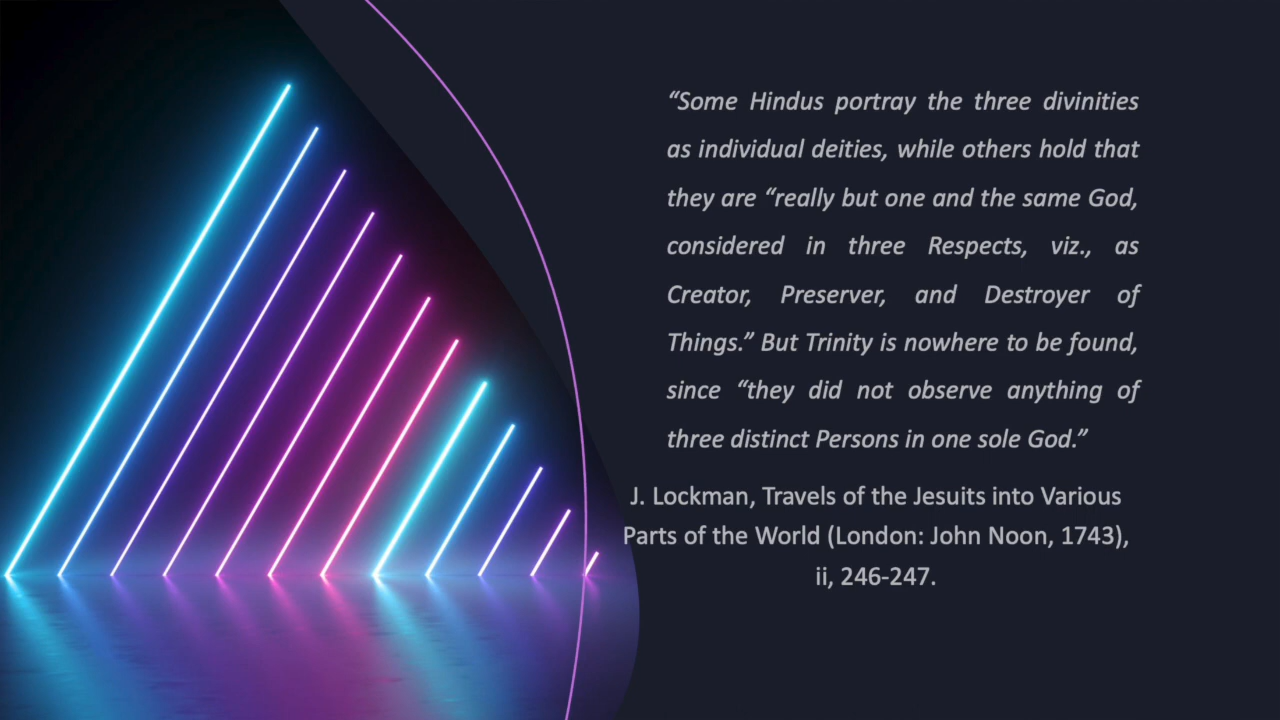 “Some Hindus portray the three divinities
as individual deities, while others hold that
they are “really but one and the same God,
considered in three Respects, viz., as
Creator, Preserver, and Destroyer of
Things.” But Trinity is nowhere to be found,
since “they did not observe anything of
three distinct Persons in one sole God.”
J. Lockman, Travels of the Jesuits into Various
Parts of the World (London: John Noon, 1743),
ii, 246-247.